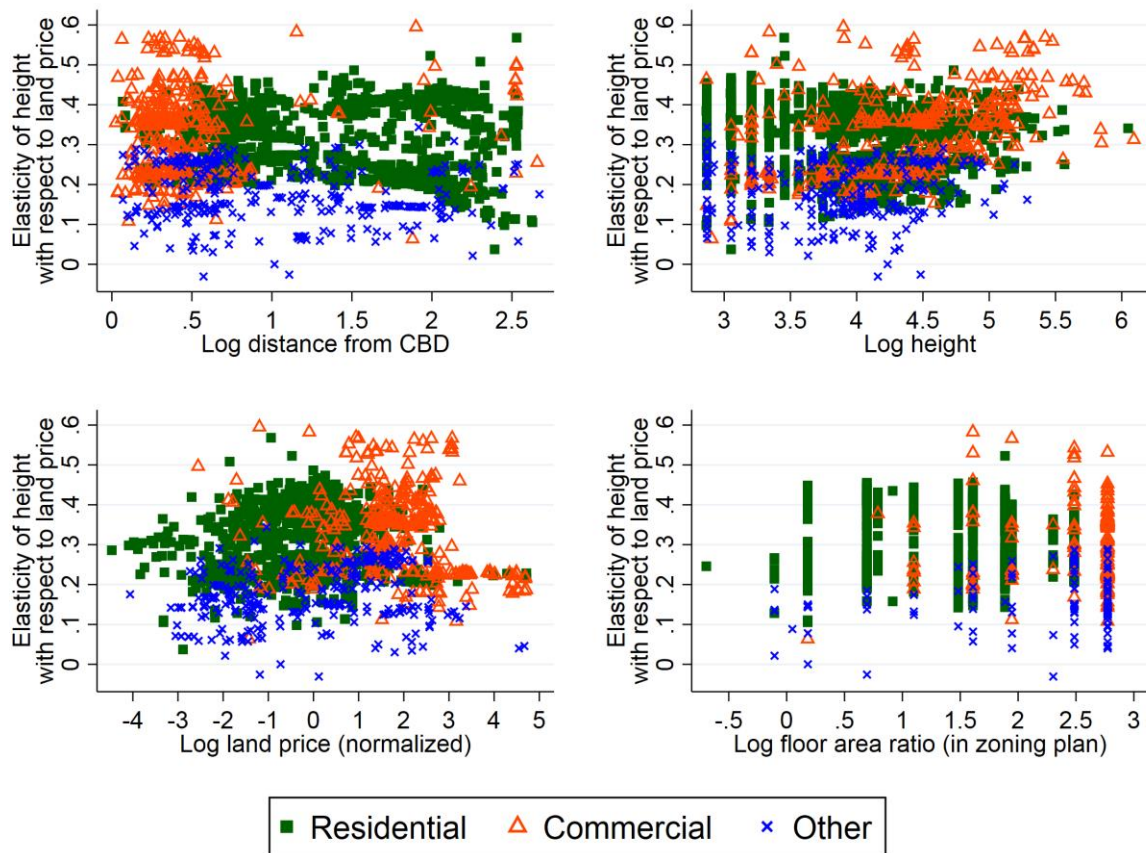 Elasticity of height
with respect to land price
0 .1 .2 .3 .4 .5 .6
0 .5 1 1.5 2 2.5
Log distance from CBD
Elasticity of height
with respect to land price
0 .1 .2 .3 .4 .5 .6
3 3.5 4 4.5 5 5.5 6
Log height
Elasticity of height
with respect to land price
0 .1 .2 .3 .4 .5 .6
-4 -3 -2 -1 0 1 2 3 4 5
Log land price (normalized)
Elasticity of height
with respect to land price
0 .1 .2 .3 .4 .5 .6
-.5 0 .5 1 1.5 2 2.5 3
Log floor area ratio (in zoning plan)
Residential Commercial Other